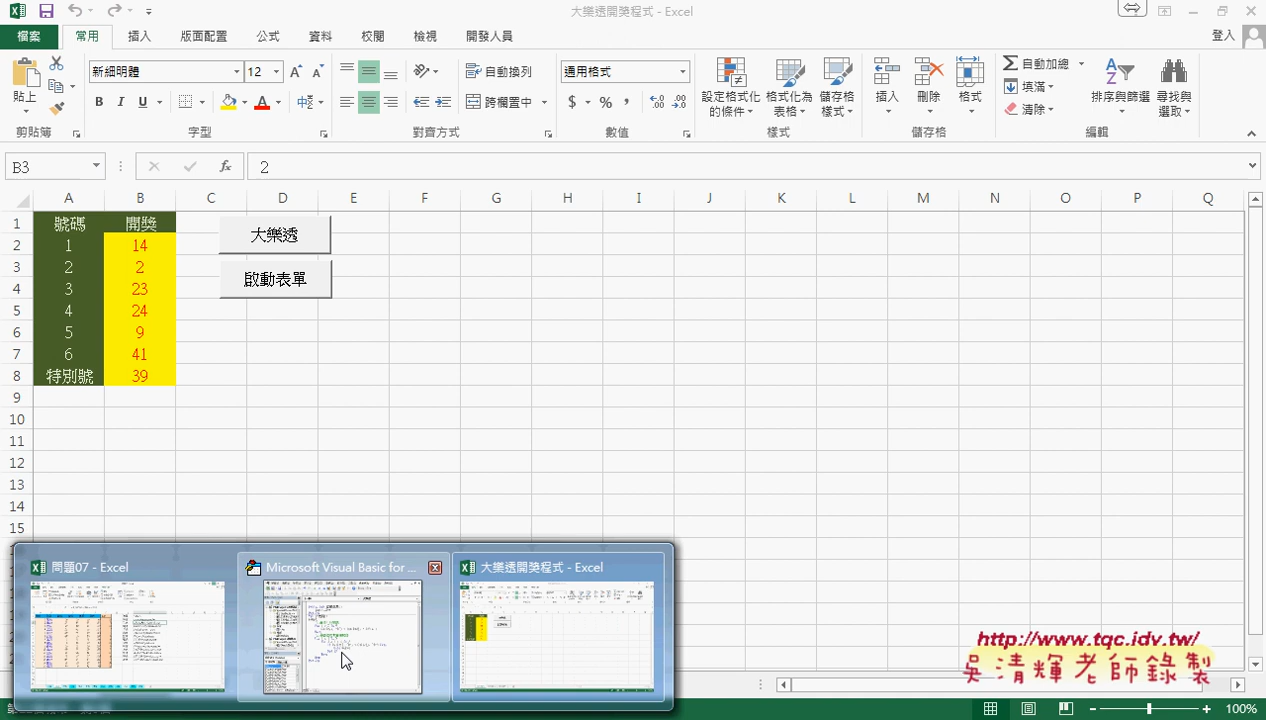 大樂透開獎程式 - Excel
檔案 常用 插入 版面配置 公式 資料 校閱 檢視 開發人員 登入
新細明體 12 自動換列 通用格式 自動加總
貼上 設定格式化的條件 格式化為表格 儲存格樣式 插入 刪除 格式 填滿 排序與篩選 尋找與選取
B I U 跨欄置中 $ % , 清除
剪貼簿 字型 對齊方式 數值 樣式 儲存格 編輯
B3 fx 2
A B C D E F G H I J K L M N O P Q
1 號碼 開獎 大樂透
2 1 14
3 2 2 啟動表單
4 3 23
5 4 24
6 5 9
7 6 41
8 特別號 39
9
10
11
12
13
14
15
問題07 - Excel Microsoft Visual Basic for ... 大樂透開獎程式 - Excel
http://www.tqc.idv.tw/
吳清輝老師錄製
100%